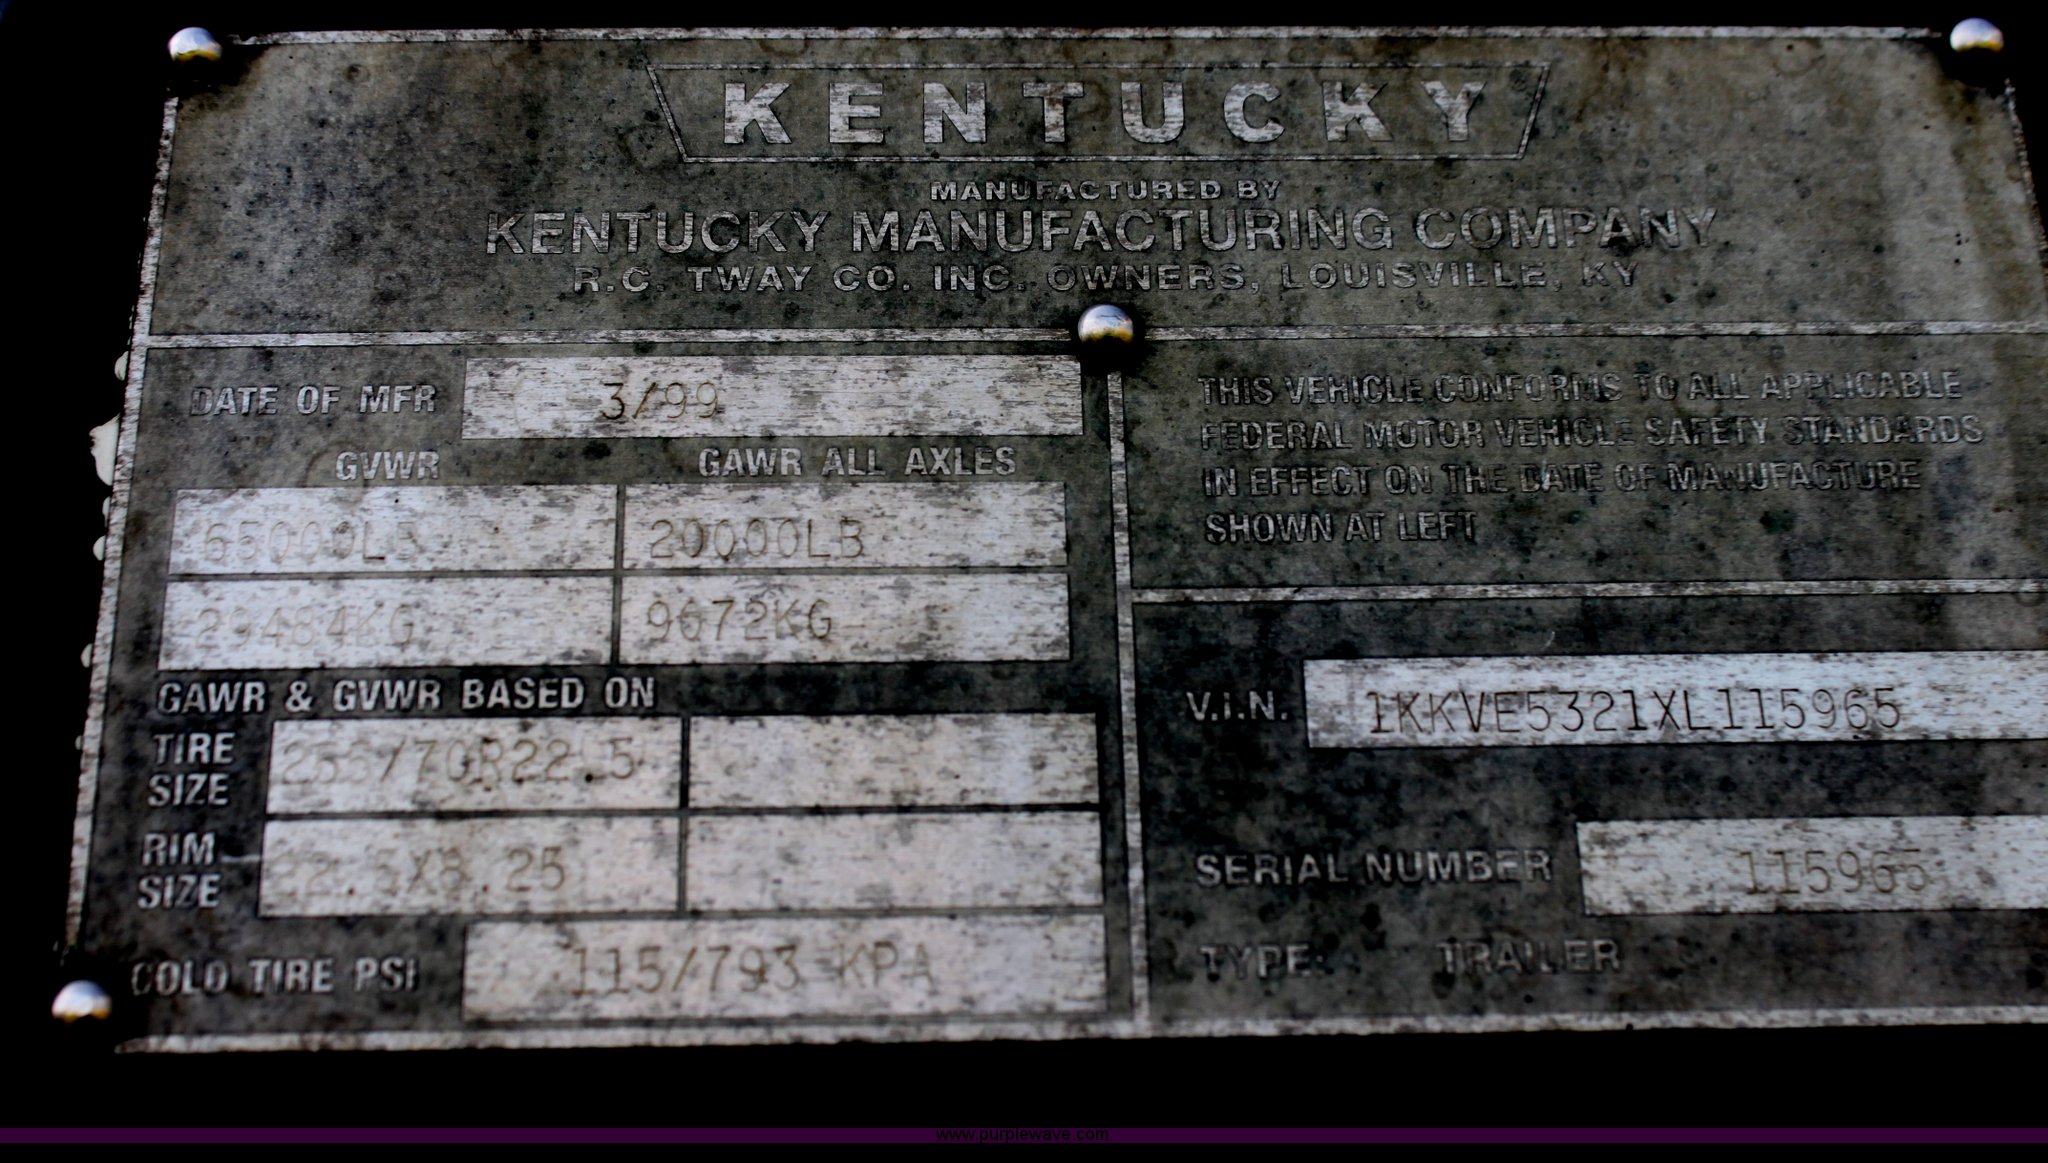 KENTUCKY
MANUFACTURED BY
KENTUCKY MANUFACTURING COMPANY
R.C. TWAY CO. INC. OWNERS, LOUISVILLE, KY
DATE OF MFR 3/99
GVWR GAWR ALL AXLES
65000LB 20000LB
29484KG 9072KG
GAWR & GVWR BASED ON
TIRE SIZE 255/70R22.5
RIM SIZE 22.5X8.25
COLD TIRE PSI 115/793 KPA
THIS VEHICLE CONFORMS TO ALL APPLICABLE
FEDERAL MOTOR VEHICLE SAFETY STANDARDS
IN EFFECT ON THE DATE OF MANUFACTURE
SHOWN AT LEFT
V.I.N. 1KKVE5321XL115965
SERIAL NUMBER 115965
TYPE: TRAILER
www.purplewave.com